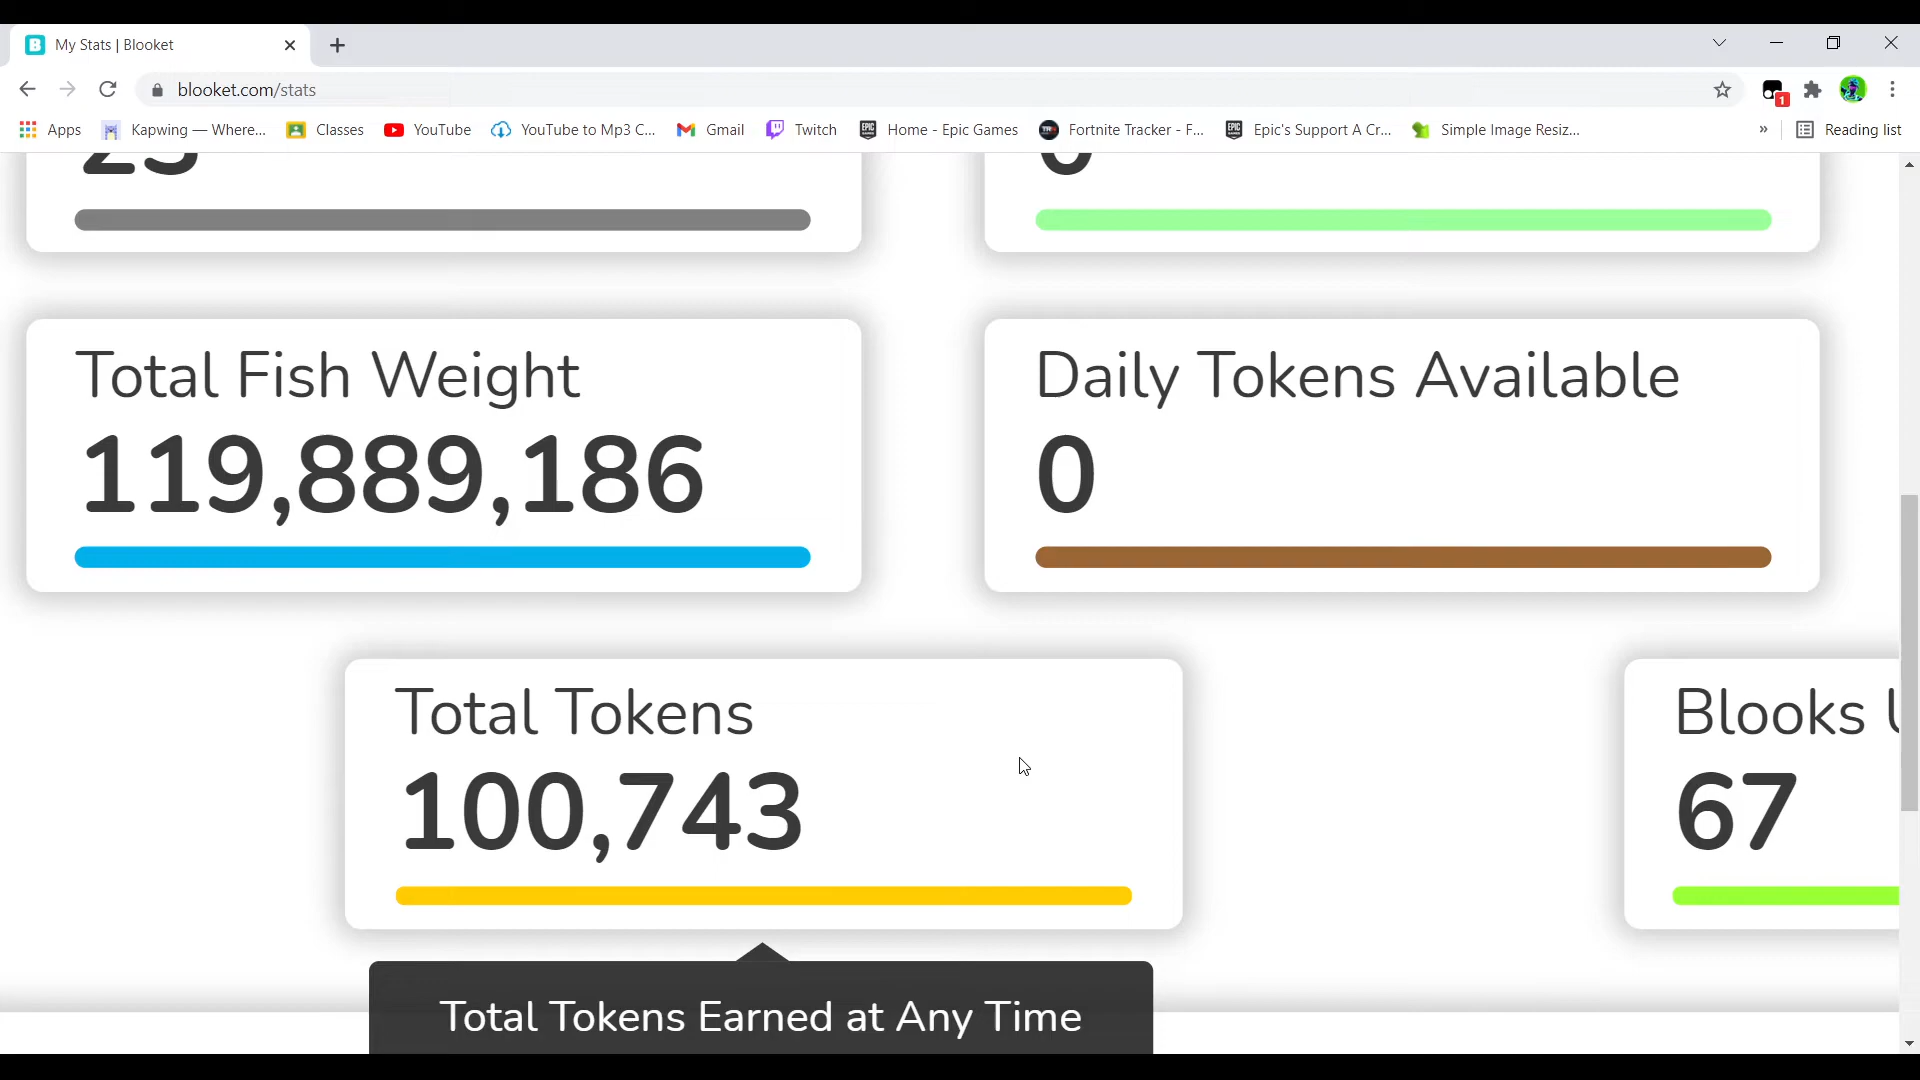 My Stats | Blooket
blooket.com/stats
1
Apps
Kapwing — Where...
Classes
YouTube
YouTube to Mp3 C...
Gmail
Twitch
Home - Epic Games
Fortnite Tracker - F...
Epic's Support A Cr...
Simple Image Resiz...
»
Reading list
Total Fish Weight
119,889,186
Daily Tokens Available
0
Total Tokens
100,743
Blooks
67
Total Tokens Earned at Any Time